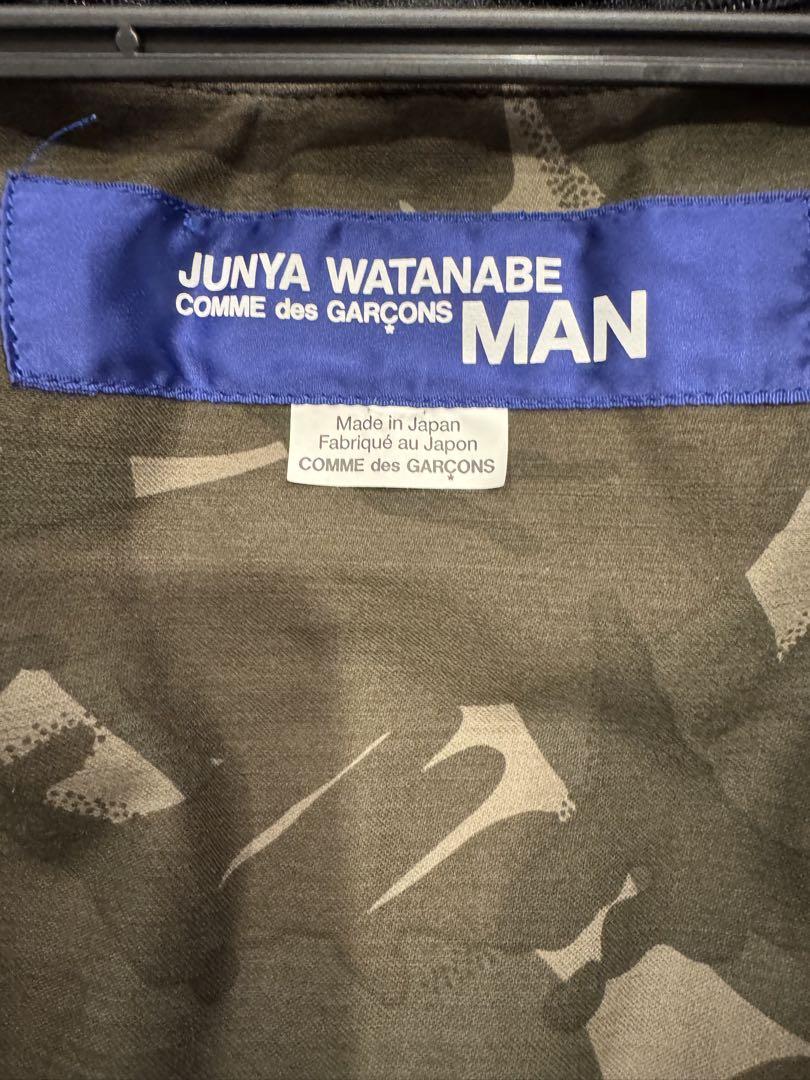 JUNYA WATANABE
COMME des GARÇONS MAN
Made in Japan
Fabriqué au Japon
COMME des GARÇONS